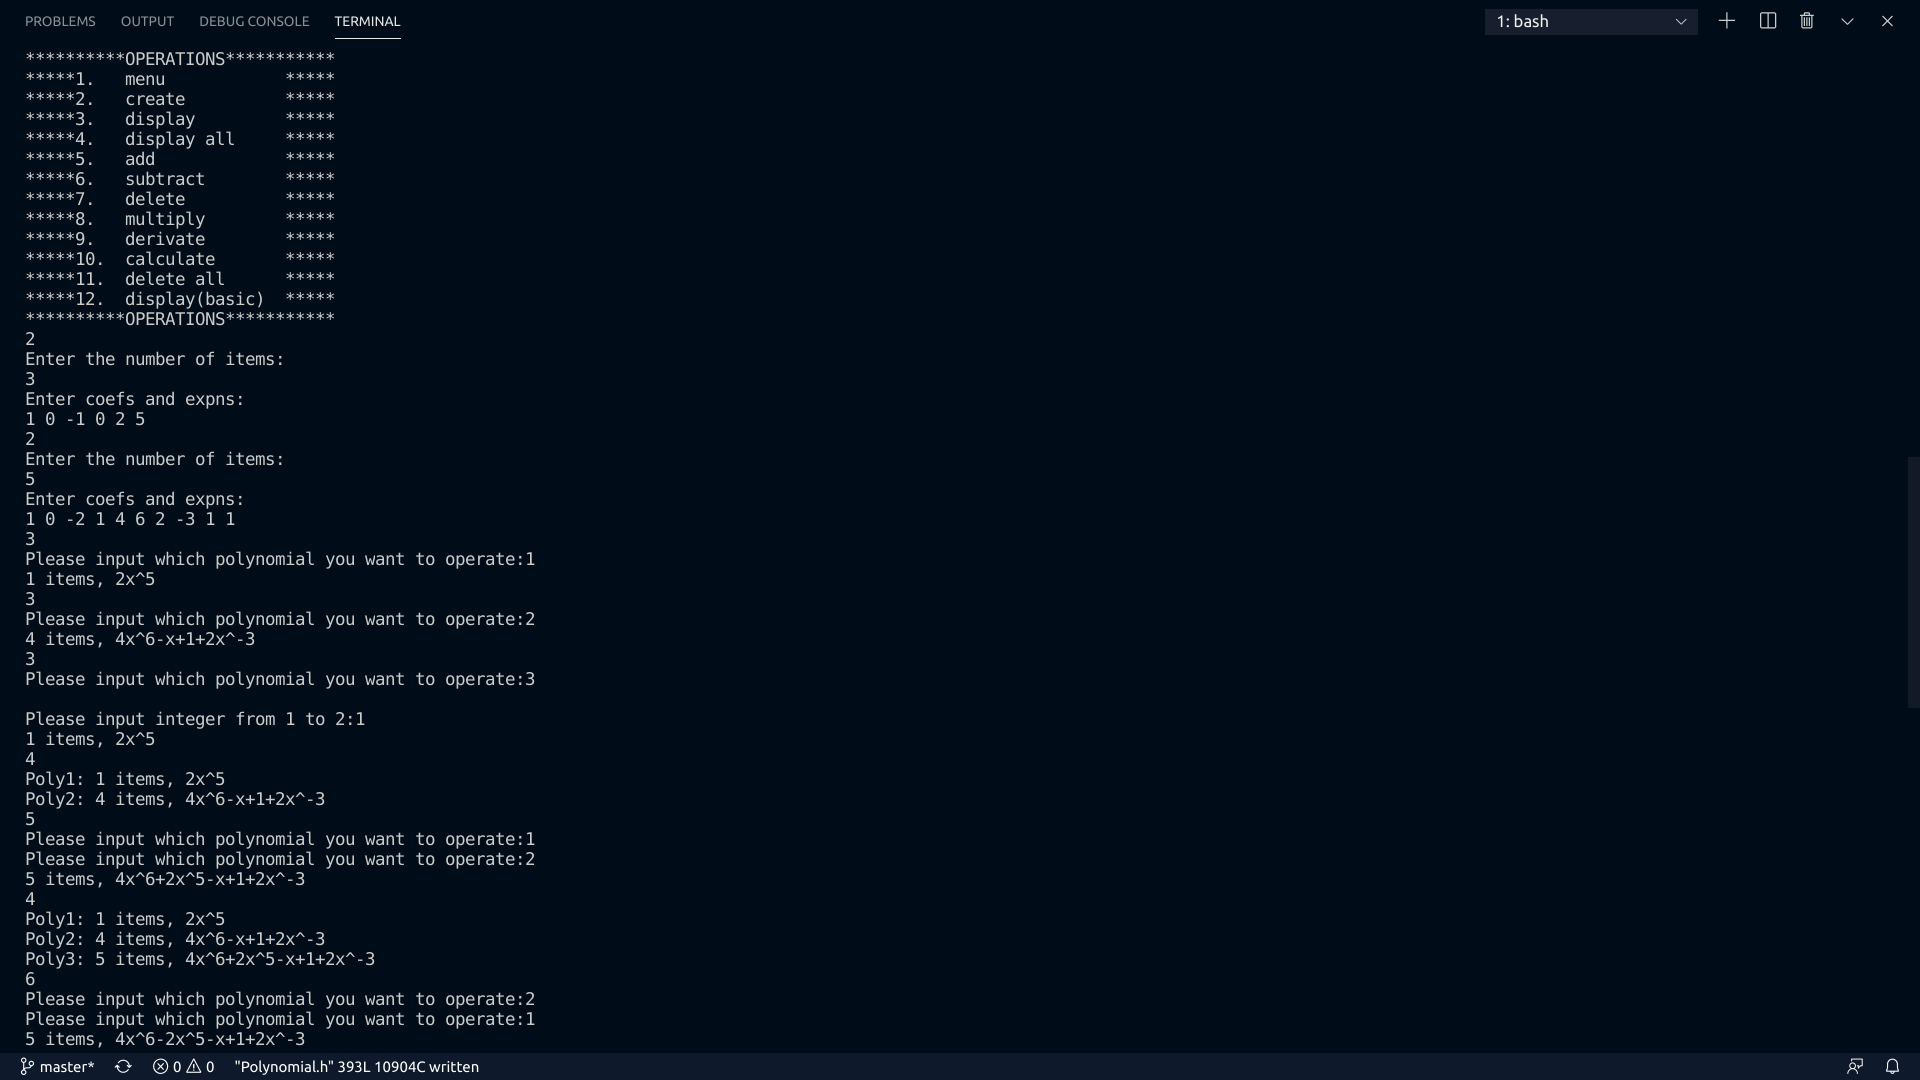 PROBLEMS OUTPUT DEBUG CONSOLE TERMINAL 1: bash
**********OPERATIONS***********
*****1.   menu            *****
*****2.   create          *****
*****3.   display         *****
*****4.   display all     *****
*****5.   add             *****
*****6.   subtract        *****
*****7.   delete          *****
*****8.   multiply        *****
*****9.   derivate        *****
*****10.  calculate       *****
*****11.  delete all      *****
*****12.  display(basic)  *****
**********OPERATIONS***********
2
Enter the number of items:
3
Enter coefs and expns:
1 0 -1 0 2 5
2
Enter the number of items:
5
Enter coefs and expns:
1 0 -2 1 4 6 2 -3 1 1
3
Please input which polynomial you want to operate:1
1 items, 2x^5
3
Please input which polynomial you want to operate:2
4 items, 4x^6-x+1+2x^-3
3
Please input which polynomial you want to operate:3
Please input integer from 1 to 2:1
1 items, 2x^5
4
Poly1: 1 items, 2x^5
Poly2: 4 items, 4x^6-x+1+2x^-3
5
Please input which polynomial you want to operate:1
Please input which polynomial you want to operate:2
5 items, 4x^6+2x^5-x+1+2x^-3
4
Poly1: 1 items, 2x^5
Poly2: 4 items, 4x^6-x+1+2x^-3
Poly3: 5 items, 4x^6+2x^5-x+1+2x^-3
6
Please input which polynomial you want to operate:2
Please input which polynomial you want to operate:1
5 items, 4x^6-2x^5-x+1+2x^-3
master* 0 0 "Polynomial.h" 393L 10904C written